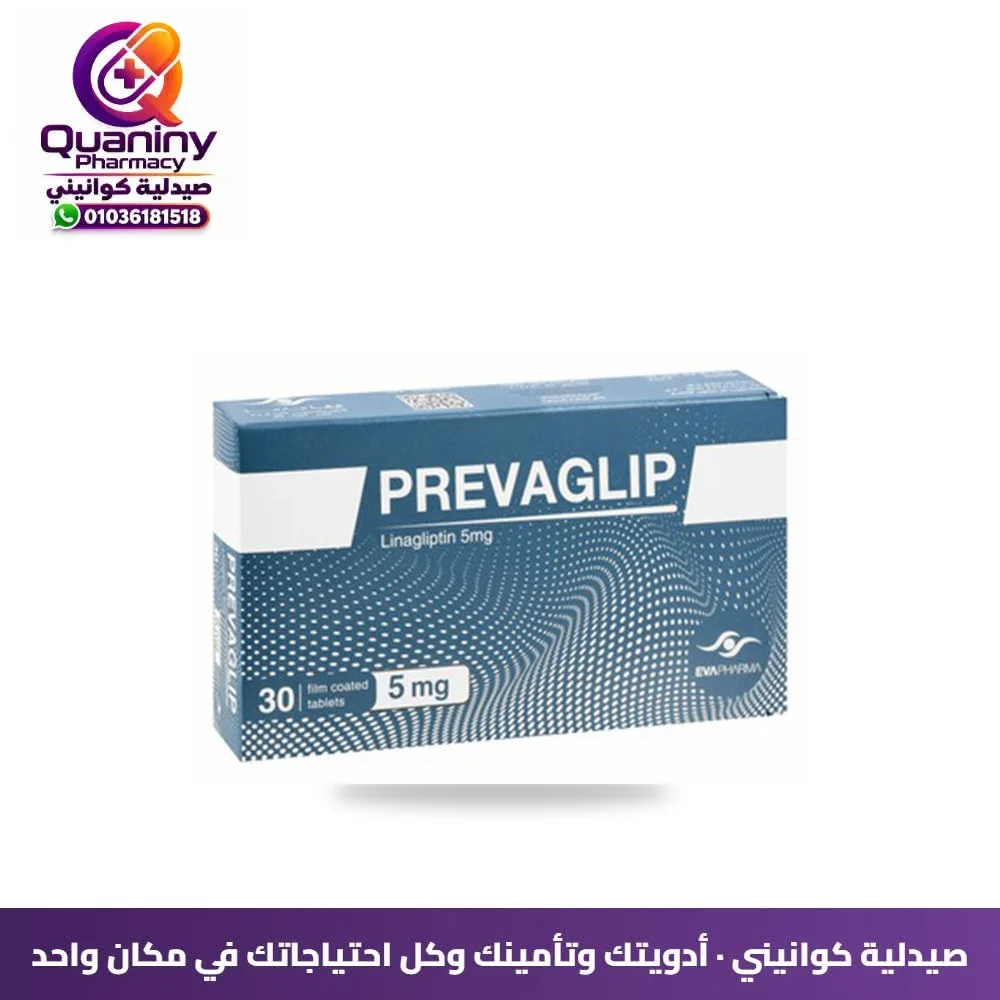 Quaniny
Pharmacy
صيدلية كوانيني
01036181518
PREVAGLIP
Linagliptin 5mg
PREVAGLIP
30
film coated
tablets
5 mg
EVAPHARMA
صيدلية كوانيني · أدويتك وتأمينك وكل احتياجاتك في مكان واحد